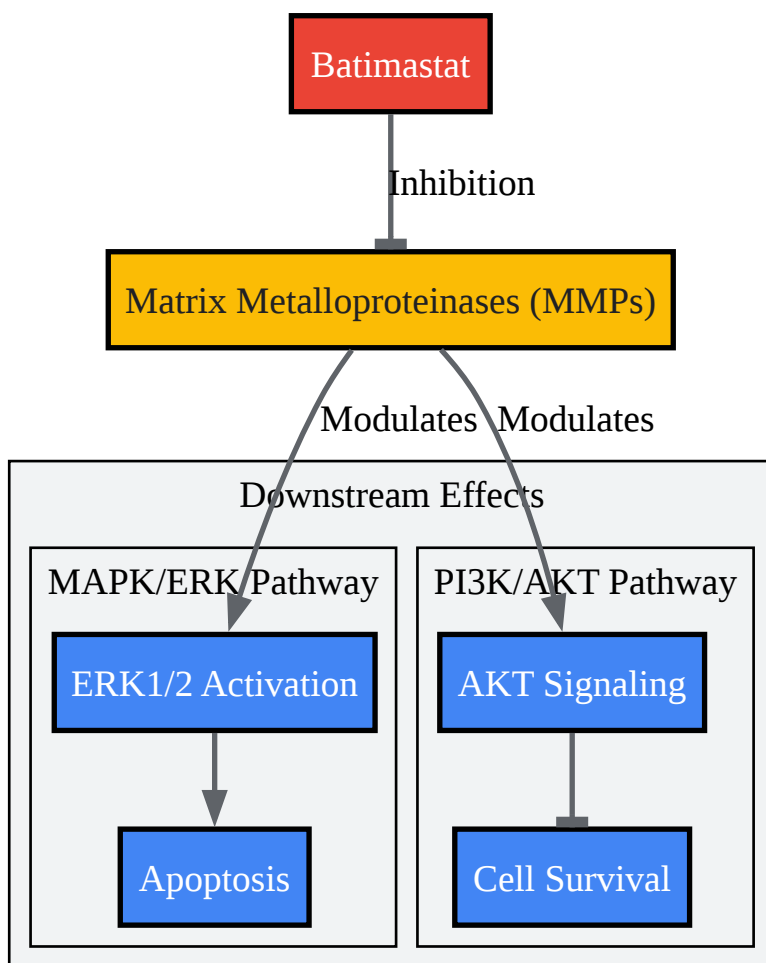 Batimastat
Inhibition
Matrix Metalloproteinases (MMPs)
Modulates
Modulates
Downstream Effects
MAPK/ERK Pathway
PI3K/AKT Pathway
ERK1/2 Activation
AKT Signaling
Apoptosis
Cell Survival